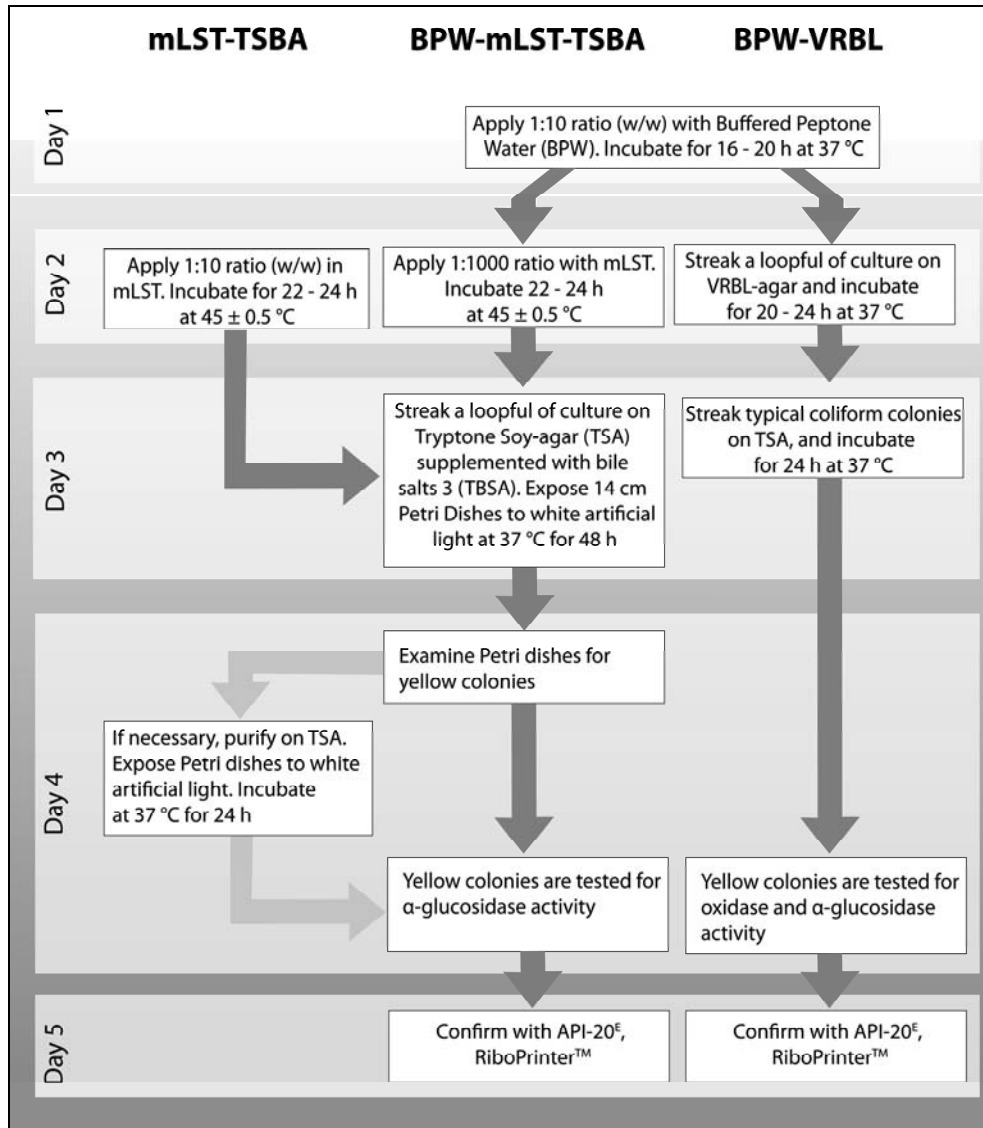 mLST-TSBA
BPW-mLST-TSBA
BPW-VRBL
Day 1
Apply 1:10 ratio (w/w) with Buffered Peptone
Water (BPW). Incubate for 16 - 20 h at 37 °C
Day 2
Apply 1:10 ratio (w/w) in
mLST. Incubate for 22 - 24 h
at 45 ± 0.5 °C
Apply 1:1000 ratio with mLST.
Incubate 22 - 24 h
at 45 ± 0.5 °C
Streak a loopful of culture on
VRBL-agar and incubate
for 20 - 24 h at 37 °C
Day 3
Streak a loopful of culture on
Tryptone Soy-agar (TSA)
supplemented with bile
salts 3 (TBSA). Expose 14 cm
Petri Dishes to white artificial
light at 37 °C for 48 h
Streak typical coliform colonies
on TSA, and incubate
for 24 h at 37 °C
Day 4
Examine Petri dishes for
yellow colonies
If necessary, purify on TSA.
Expose Petri dishes to white
artificial light. Incubate
at 37 °C for 24 h
Yellow colonies are tested for
α-glucosidase activity
Yellow colonies are tested for
oxidase and α-glucosidase
activity
Day 5
Confirm with API-20ᴱ,
RiboPrinter™
Confirm with API-20ᴱ,
RiboPrinter™